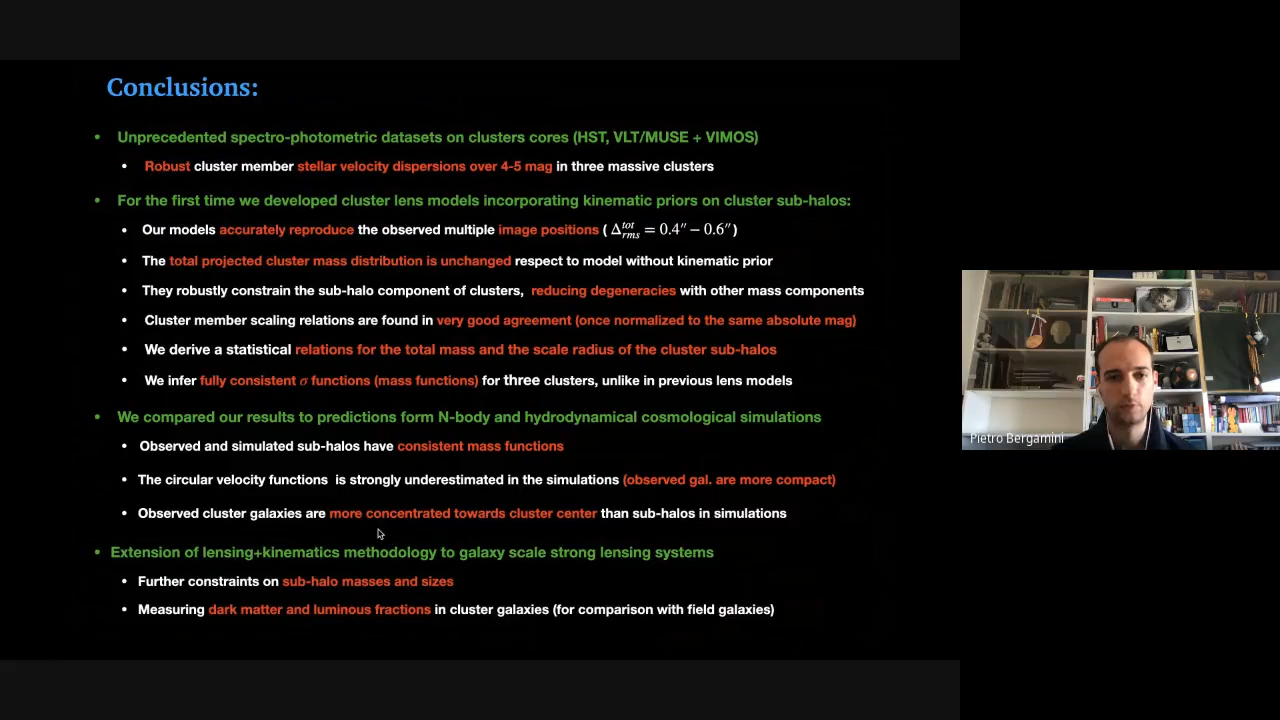 Conclusions:
• Unprecedented spectro-photometric datasets on clusters cores (HST, VLT/MUSE + VIMOS)
• Robust cluster member stellar velocity dispersions over 4-5 mag in three massive clusters
• For the first time we developed cluster lens models incorporating kinematic priors on cluster sub-halos:
• Our models accurately reproduce the observed multiple image positions ( Δ^{tot}_{rms} = 0.4″ − 0.6″)
• The total projected cluster mass distribution is unchanged respect to model without kinematic prior
• They robustly constrain the sub-halo component of clusters, reducing degeneracies with other mass components
• Cluster member scaling relations are found in very good agreement (once normalized to the same absolute mag)
• We derive a statistical relations for the total mass and the scale radius of the cluster sub-halos
• We infer fully consistent σ functions (mass functions) for three clusters, unlike in previous lens models
• We compared our results to predictions form N-body and hydrodynamical cosmological simulations
• Observed and simulated sub-halos have consistent mass functions
• The circular velocity functions is strongly underestimated in the simulations (observed gal. are more compact)
• Observed cluster galaxies are more concentrated towards cluster center than sub-halos in simulations
• Extension of lensing+kinematics methodology to galaxy scale strong lensing systems
• Further constraints on sub-halo masses and sizes
• Measuring dark matter and luminous fractions in cluster galaxies (for comparison with field galaxies)
Pietro Bergamini